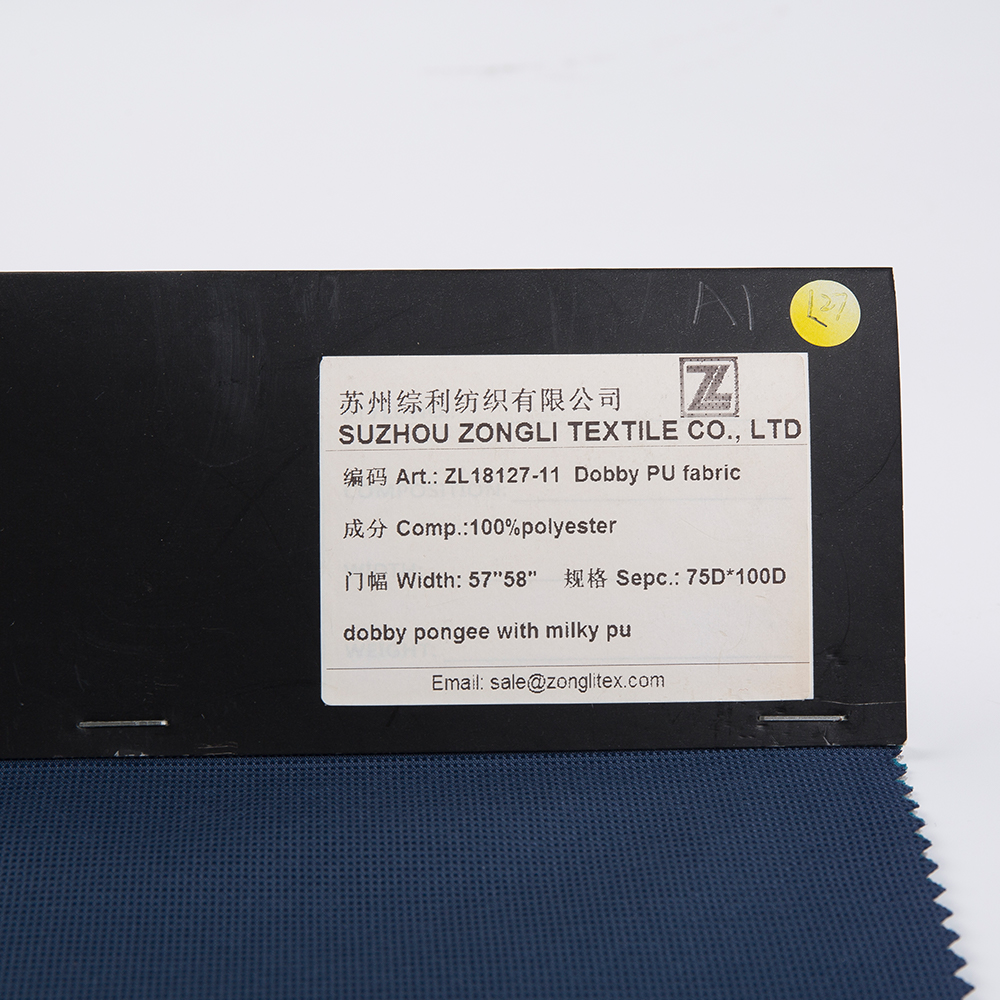 A1
L27
苏州综利纺织有限公司
Z
SUZHOU ZONGLI TEXTILE CO., LTD
编码 Art.: ZL18127-11 Dobby PU fabric
成分 Comp.:100%polyester
门幅 Width: 57"58" 规格 Sepc.: 75D*100D
dobby pongee with milky pu
Email: sale@zonglitex.com